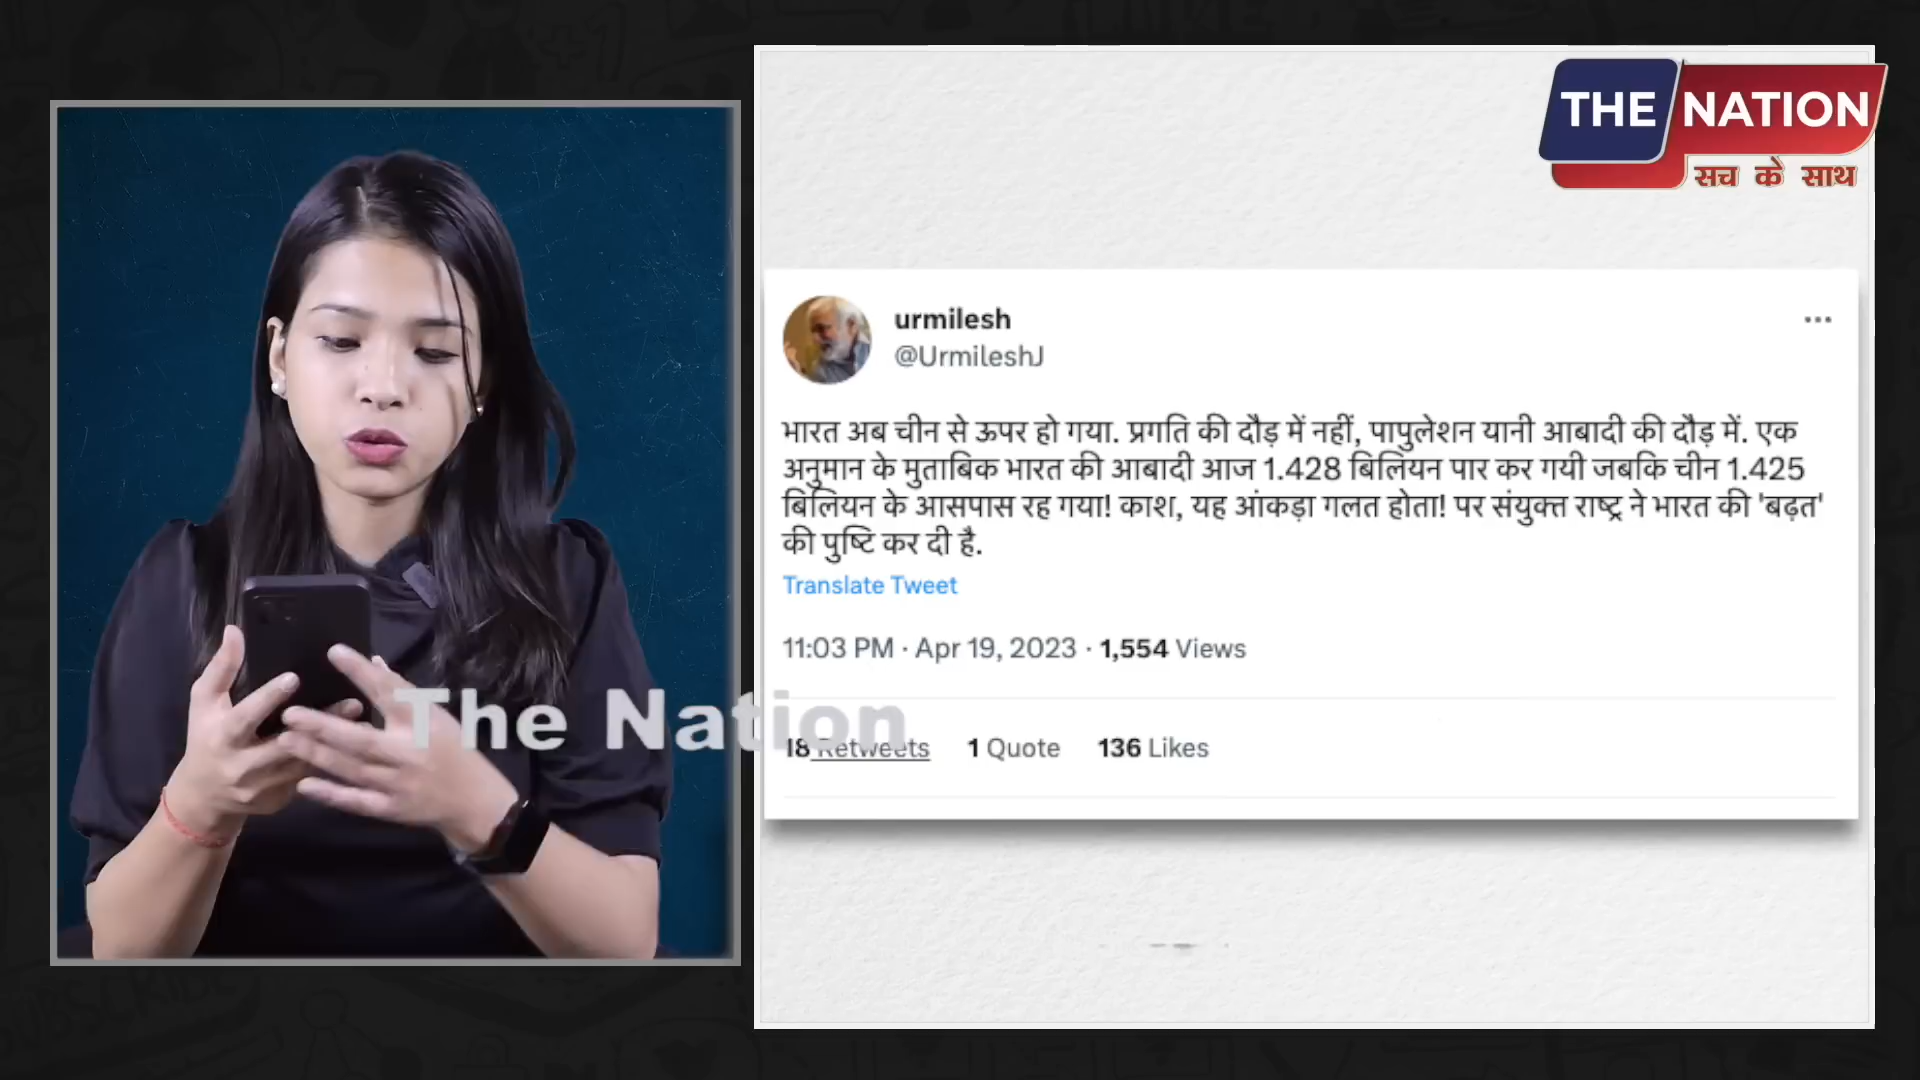 THE NATION
सच के साथ
urmilesh
@UrmileshJ
भारत अब चीन से ऊपर हो गया. प्रगति की दौड़ में नहीं, पापुलेशन यानी आबादी की दौड़ में. एक
अनुमान के मुताबिक भारत की आबादी आज 1.428 बिलियन पार कर गयी जबकि चीन 1.425
बिलियन के आसपास रह गया! काश, यह आंकड़ा गलत होता! पर संयुक्त राष्ट्र ने भारत की 'बढ़त'
की पुष्टि कर दी है.
Translate Tweet
11:03 PM · Apr 19, 2023 · 1,554 Views
The Nation
18 Retweets 1 Quote 136 Likes